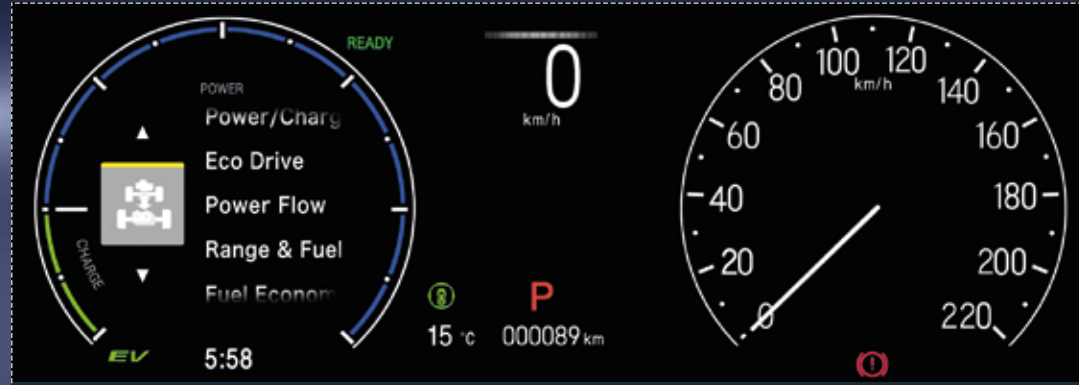 READY
POWER
Power/Charg
Eco Drive
Power Flow
Range & Fuel
Fuel Econom
CHARGE
EV
5:58
0
km/h
P
15 °C
000089 km
0
20
40
60
80
100
120
140
160
180
200
220
km/h